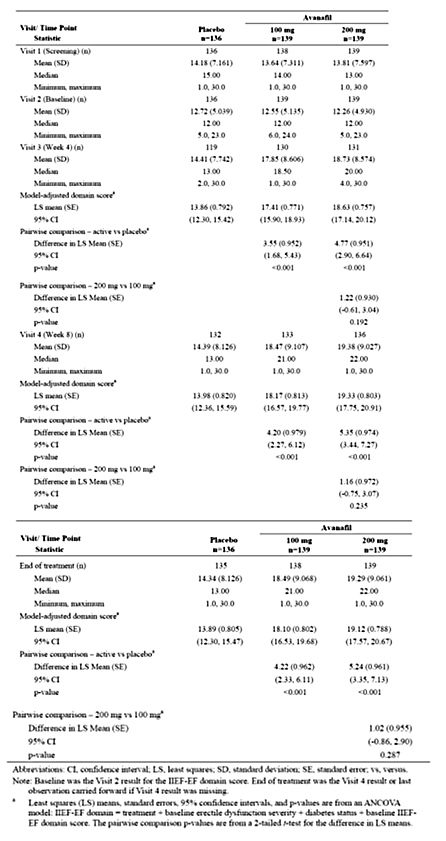 Avanafil
Visit/ Time Point Placebo 100 mg 200 mg
Statistic n=136 n=139 n=139
Visit 1 (Screening) (n) 136 138 139
Mean (SD) 14.18 (7.161) 13.64 (7.311) 13.81 (7.597)
Median 15.00 14.00 13.00
Minimum, maximum 1.0, 30.0 1.0, 30.0 1.0, 30.0
Visit 2 (Baseline) (n) 136 139 139
Mean (SD) 12.72 (5.039) 12.55 (5.135) 12.26 (4.930)
Median 12.00 12.00 12.00
Minimum, maximum 5.0, 23.0 6.0, 24.0 5.0, 23.0
Visit 3 (Week 4) (n) 119 130 131
Mean (SD) 14.41 (7.742) 17.85 (8.606) 18.73 (8.574)
Median 13.00 18.50 20.00
Minimum, maximum 2.0, 30.0 1.0, 30.0 4.0, 30.0
Model-adjusted domain scoreª
LS mean (SE) 13.86 (0.792) 17.41 (0.771) 18.63 (0.757)
95% CI (12.30, 15.42) (15.90, 18.93) (17.14, 20.12)
Pairwise comparison – active vs placeboª
Difference in LS Mean (SE) 3.55 (0.952) 4.77 (0.951)
95% CI (1.68, 5.43) (2.90, 6.64)
p-value <0.001 <0.001
Pairwise comparison – 200 mg vs 100 mgª
Difference in LS Mean (SE) 1.22 (0.930)
95% CI (-0.61, 3.04)
p-value 0.192
Visit 4 (Week 8) (n) 132 133 136
Mean (SD) 14.39 (8.126) 18.47 (9.107) 19.38 (9.027)
Median 13.00 21.00 22.00
Minimum, maximum 1.0, 30.0 1.0, 30.0 1.0, 30.0
Model-adjusted domain scoreª
LS mean (SE) 13.98 (0.820) 18.17 (0.813) 19.33 (0.803)
95% CI (12.36, 15.59) (16.57, 19.77) (17.75, 20.91)
Pairwise comparison – active vs placeboª
Difference in LS Mean (SE) 4.20 (0.979) 5.35 (0.974)
95% CI (2.27, 6.12) (3.44, 7.27)
p-value <0.001 <0.001
Pairwise comparison – 200 mg vs 100 mgª
Difference in LS Mean (SE) 1.16 (0.972)
95% CI (-0.75, 3.07)
p-value 0.235
Avanafil
Visit/ Time Point Placebo 100 mg 200 mg
Statistic n=136 n=139 n=139
End of treatment (n) 135 138 139
Mean (SD) 14.34 (8.126) 18.49 (9.068) 19.29 (9.061)
Median 13.00 21.00 22.00
Minimum, maximum 1.0, 30.0 1.0, 30.0 1.0, 30.0
Model-adjusted domain scoreª
LS mean (SE) 13.89 (0.805) 18.10 (0.802) 19.12 (0.788)
95% CI (12.30, 15.47) (16.53, 19.68) (17.57, 20.67)
Pairwise comparison – active vs placeboª
Difference in LS Mean (SE) 4.22 (0.962) 5.24 (0.961)
95% CI (2.33, 6.11) (3.35, 7.13)
p-value <0.001 <0.001
Pairwise comparison – 200 mg vs 100 mgª
Difference in LS Mean (SE) 1.02 (0.955)
95% CI (-0.86, 2.90)
p-value 0.287
Abbreviations: CI, confidence interval; LS, least squares; SD, standard deviation; SE, standard error; vs, versus.
Note: Baseline was the Visit 2 result for the IIEF-EF domain score. End of treatment was the Visit 4 result or last
observation carried forward if Visit 4 result was missing.
ª Least squares (LS) means, standard errors, 95% confidence intervals, and p-values are from an ANCOVA
model: IIEF-EF domain = treatment + baseline erectile dysfunction severity + diabetes status + baseline IIEF-
EF domain score. The pairwise comparison p-values are from a 2-tailed t-test for the difference in LS means.